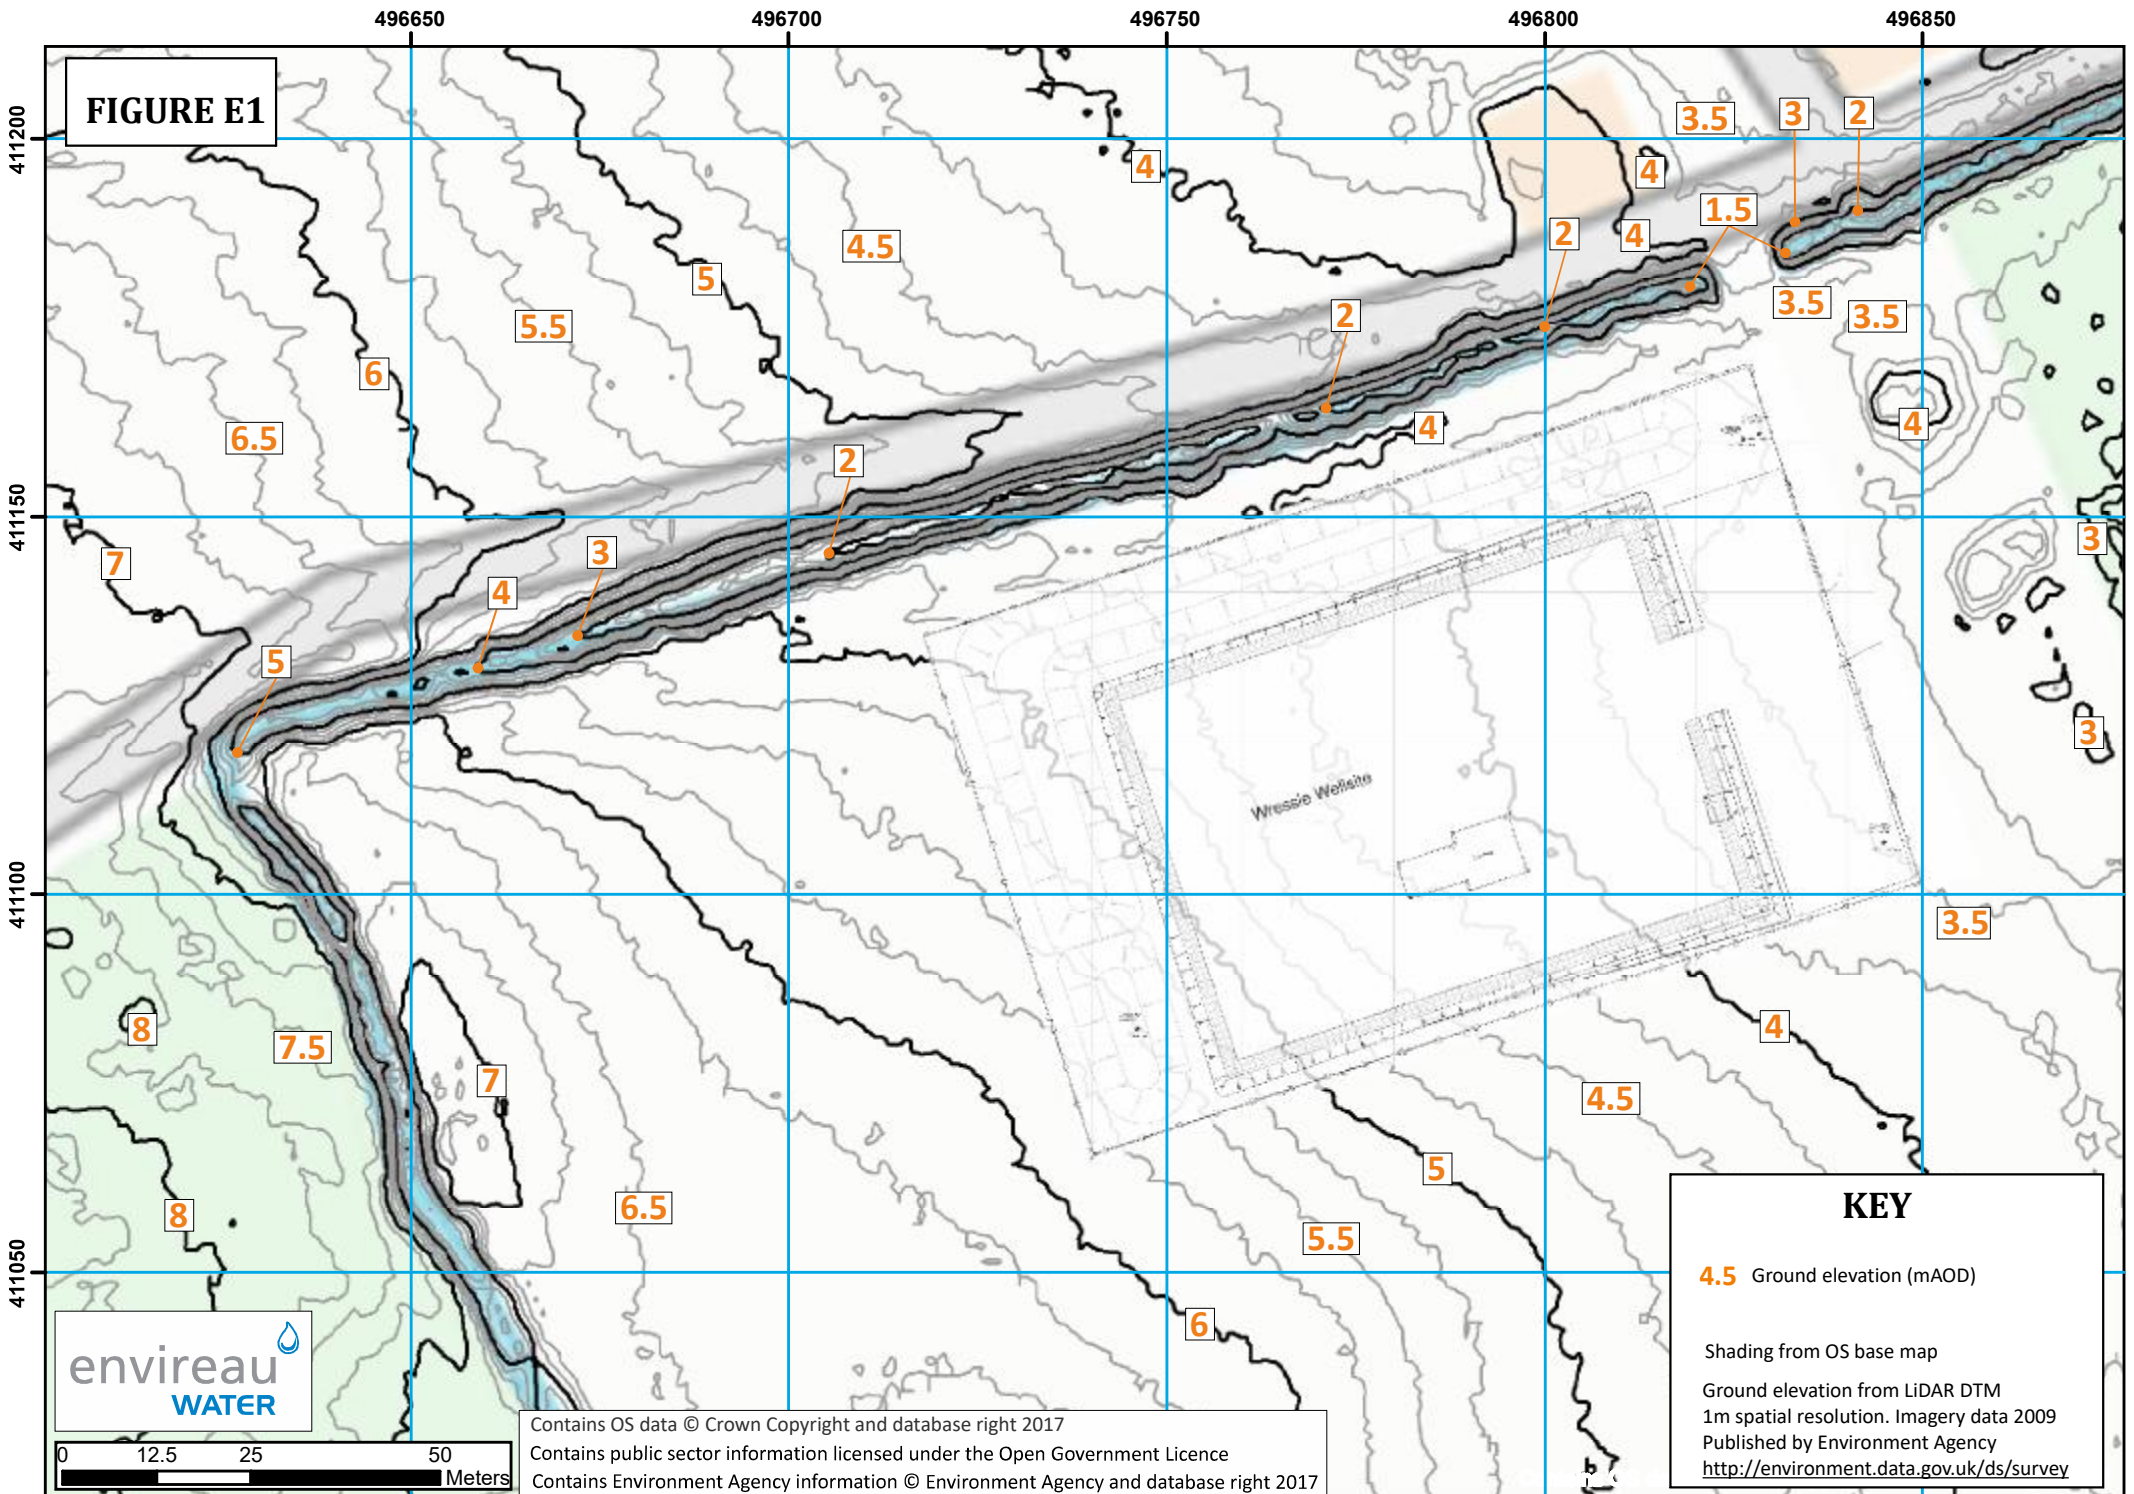 496650 496700 496750 496800 496850
FIGURE E1
411200
411150
411100
411050
3.5 3 2
4 4
1.5
2 4
4.5
5
3.5 3.5
5.5 2
6
4 4
6.5
2
3
7 3
4
5
3
Wressle Wellsite
3.5
8 4
7.5
7
4.5
5
6.5
8
5.5
6
KEY
4.5 Ground elevation (mAOD)
Shading from OS base map
Ground elevation from LiDAR DTM
1m spatial resolution. Imagery data 2009
Published by Environment Agency
http://environment.data.gov.uk/ds/survey
envireau
WATER
0 12.5 25 50
Meters
Contains OS data © Crown Copyright and database right 2017
Contains public sector information licensed under the Open Government Licence
Contains Environment Agency information © Environment Agency and database right 2017